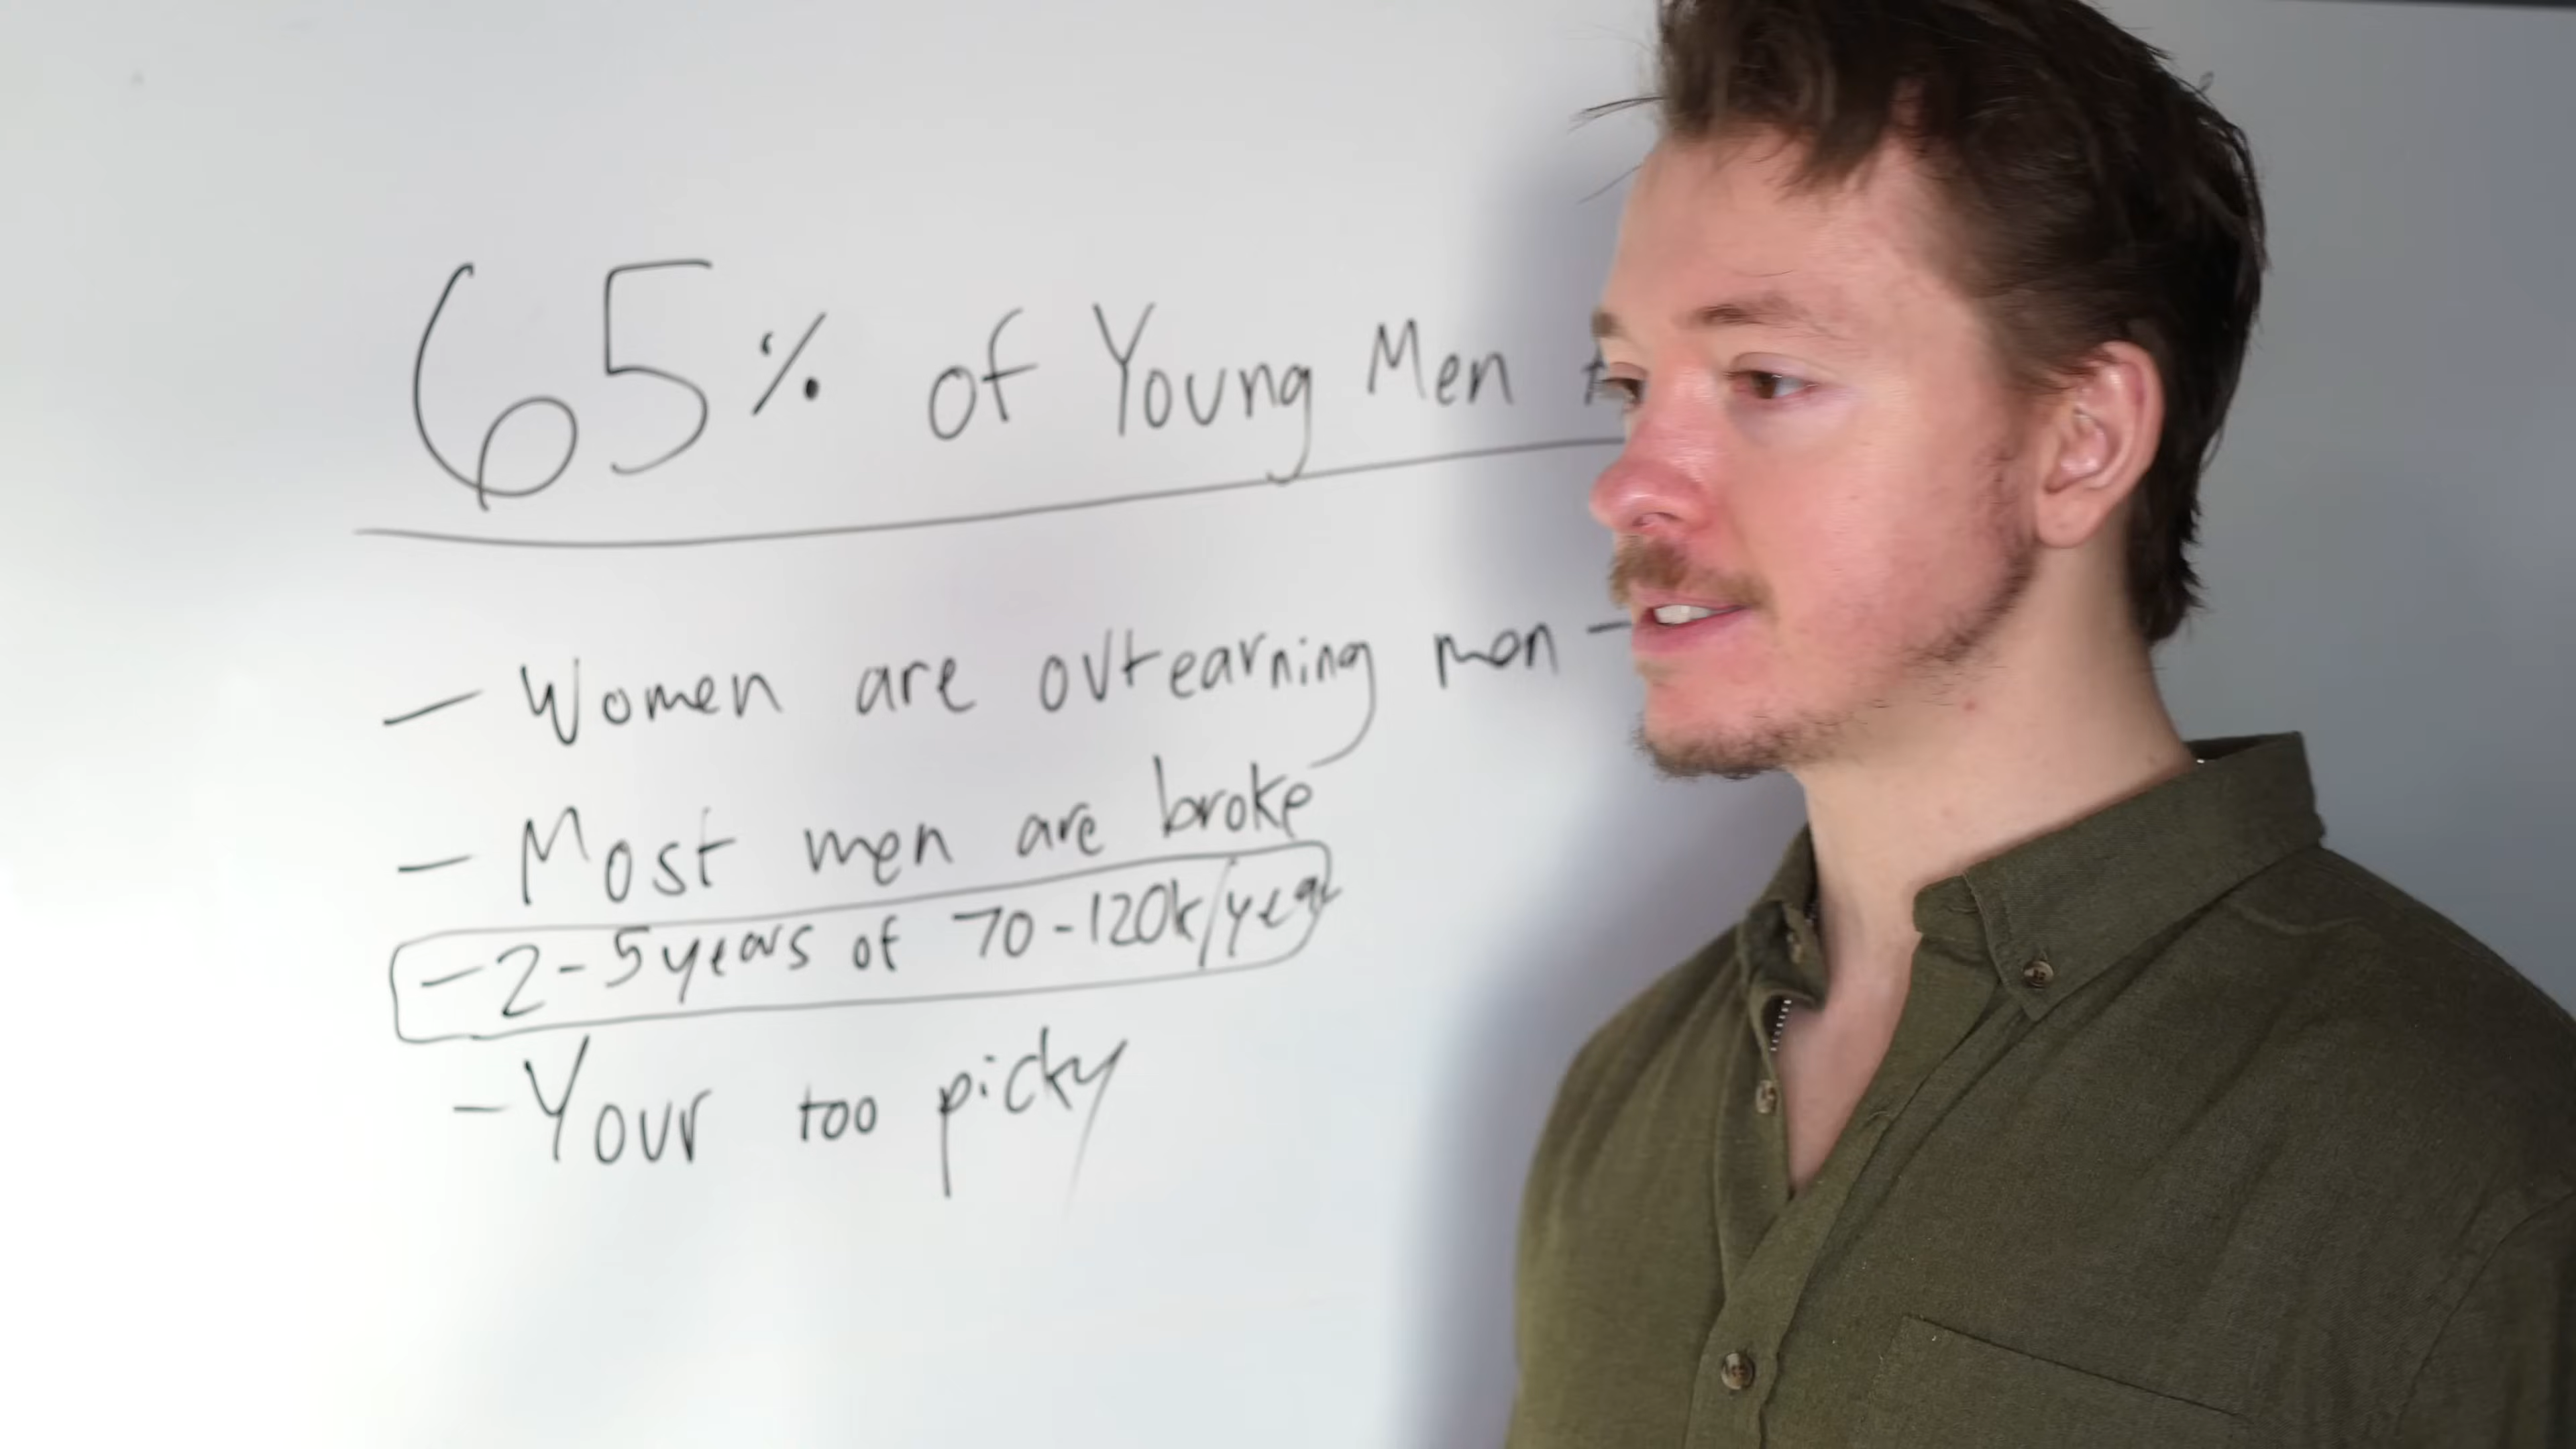 65% of Young Men
- Women are outearning men -
- Most men are broke
- 2-5 years of 70-120k/year
- Your too picky